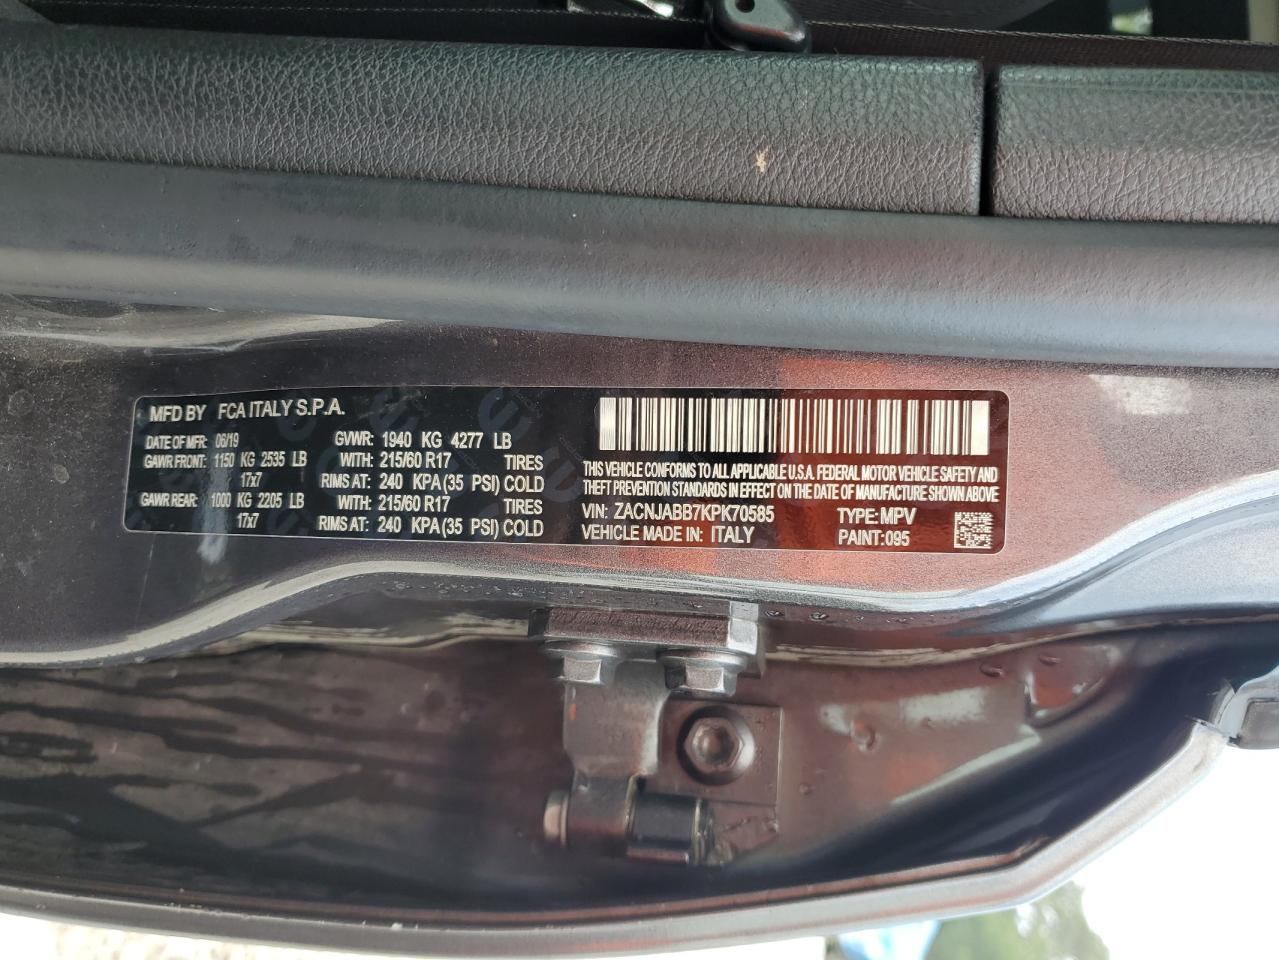 MFD BY FCA ITALY S.P.A.
DATE OF MFR: 06/19 GVWR: 1940 KG 4277 LB
GAWR FRONT: 1150 KG 2535 LB WITH: 215/60 R17 TIRES
17x7 RIMS AT: 240 KPA(35 PSI) COLD
GAWR REAR: 1000 KG 2205 LB WITH: 215/60 R17 TIRES
17x7 RIMS AT: 240 KPA(35 PSI) COLD
THIS VEHICLE CONFORMS TO ALL APPLICABLE U.S.A. FEDERAL MOTOR VEHICLE SAFETY AND
THEFT PREVENTION STANDARDS IN EFFECT ON THE DATE OF MANUFACTURE SHOWN ABOVE
VIN: ZACNJABB7KPK70585 TYPE: MPV
VEHICLE MADE IN: ITALY PAINT: 095